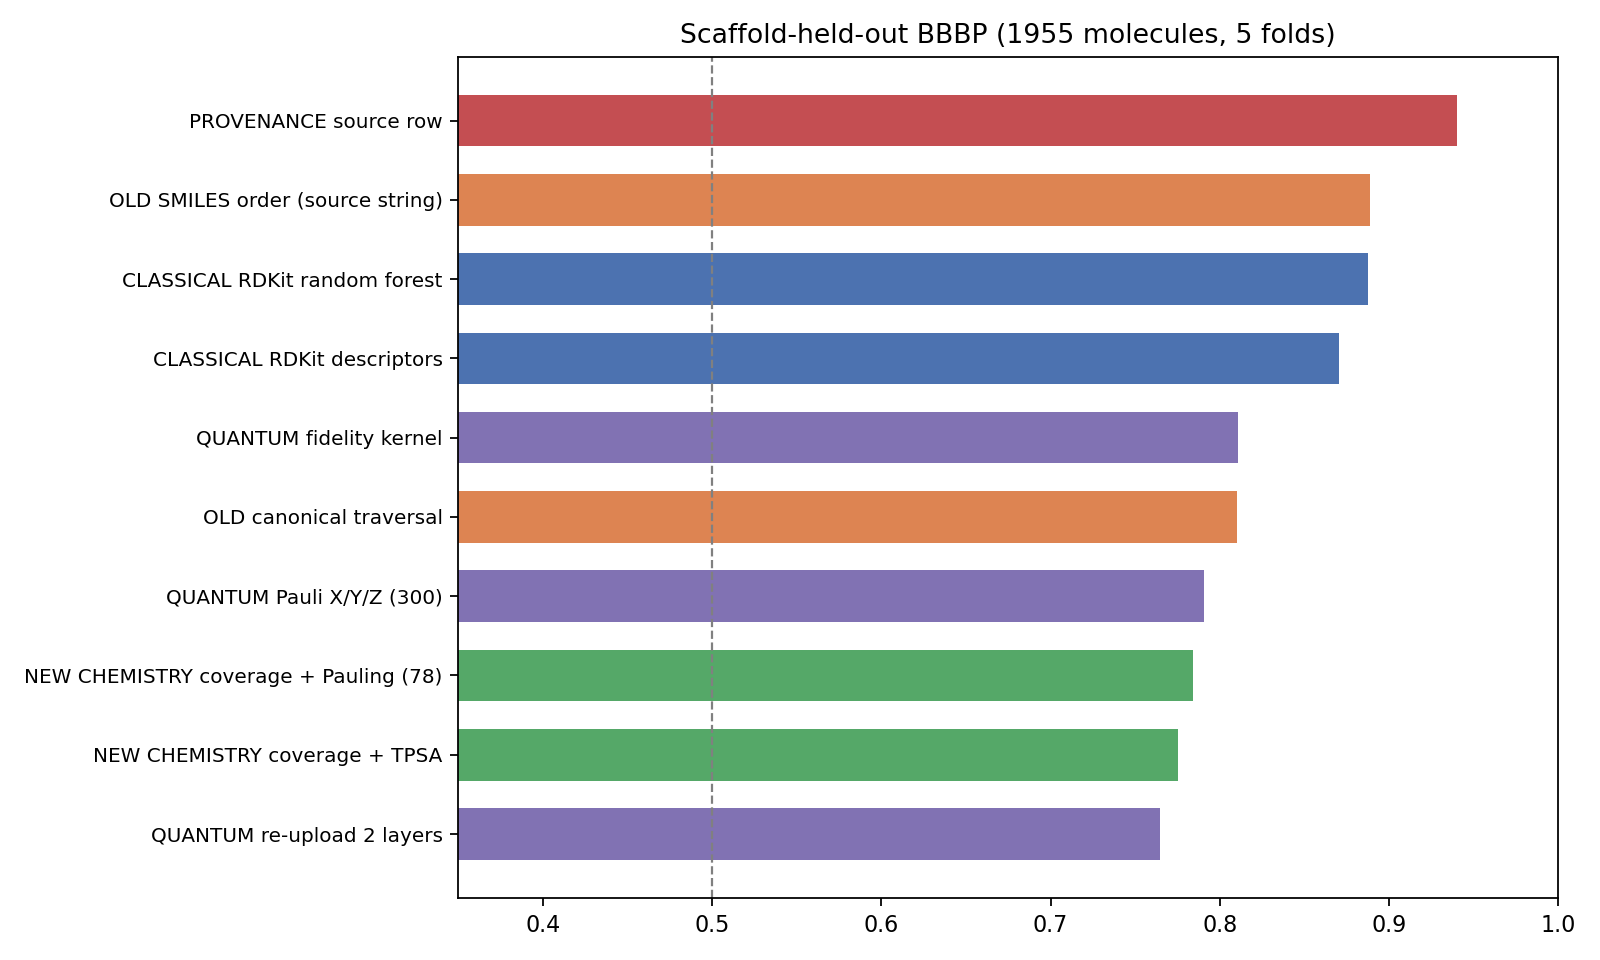 Scaffold-held-out BBBP (1955 molecules, 5 folds)
PROVENANCE source row
OLD SMILES order (source string)
CLASSICAL RDKit random forest
CLASSICAL RDKit descriptors
QUANTUM fidelity kernel
OLD canonical traversal
QUANTUM Pauli X/Y/Z (300)
NEW CHEMISTRY coverage + Pauling (78)
NEW CHEMISTRY coverage + TPSA
QUANTUM re-upload 2 layers
0.4 0.5 0.6 0.7 0.8 0.9 1.0